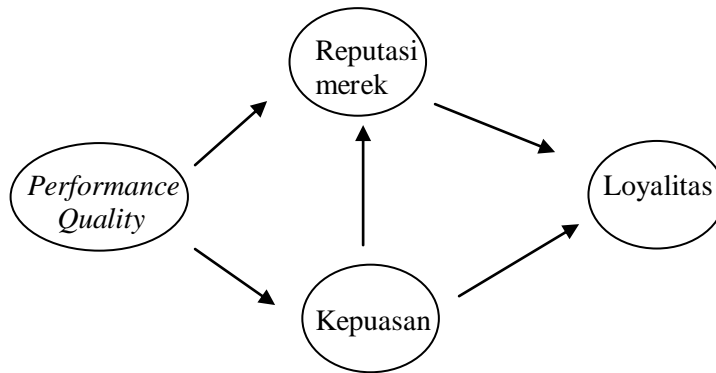 Reputasi
merek
Performance
Quality
Loyalitas
Kepuasan